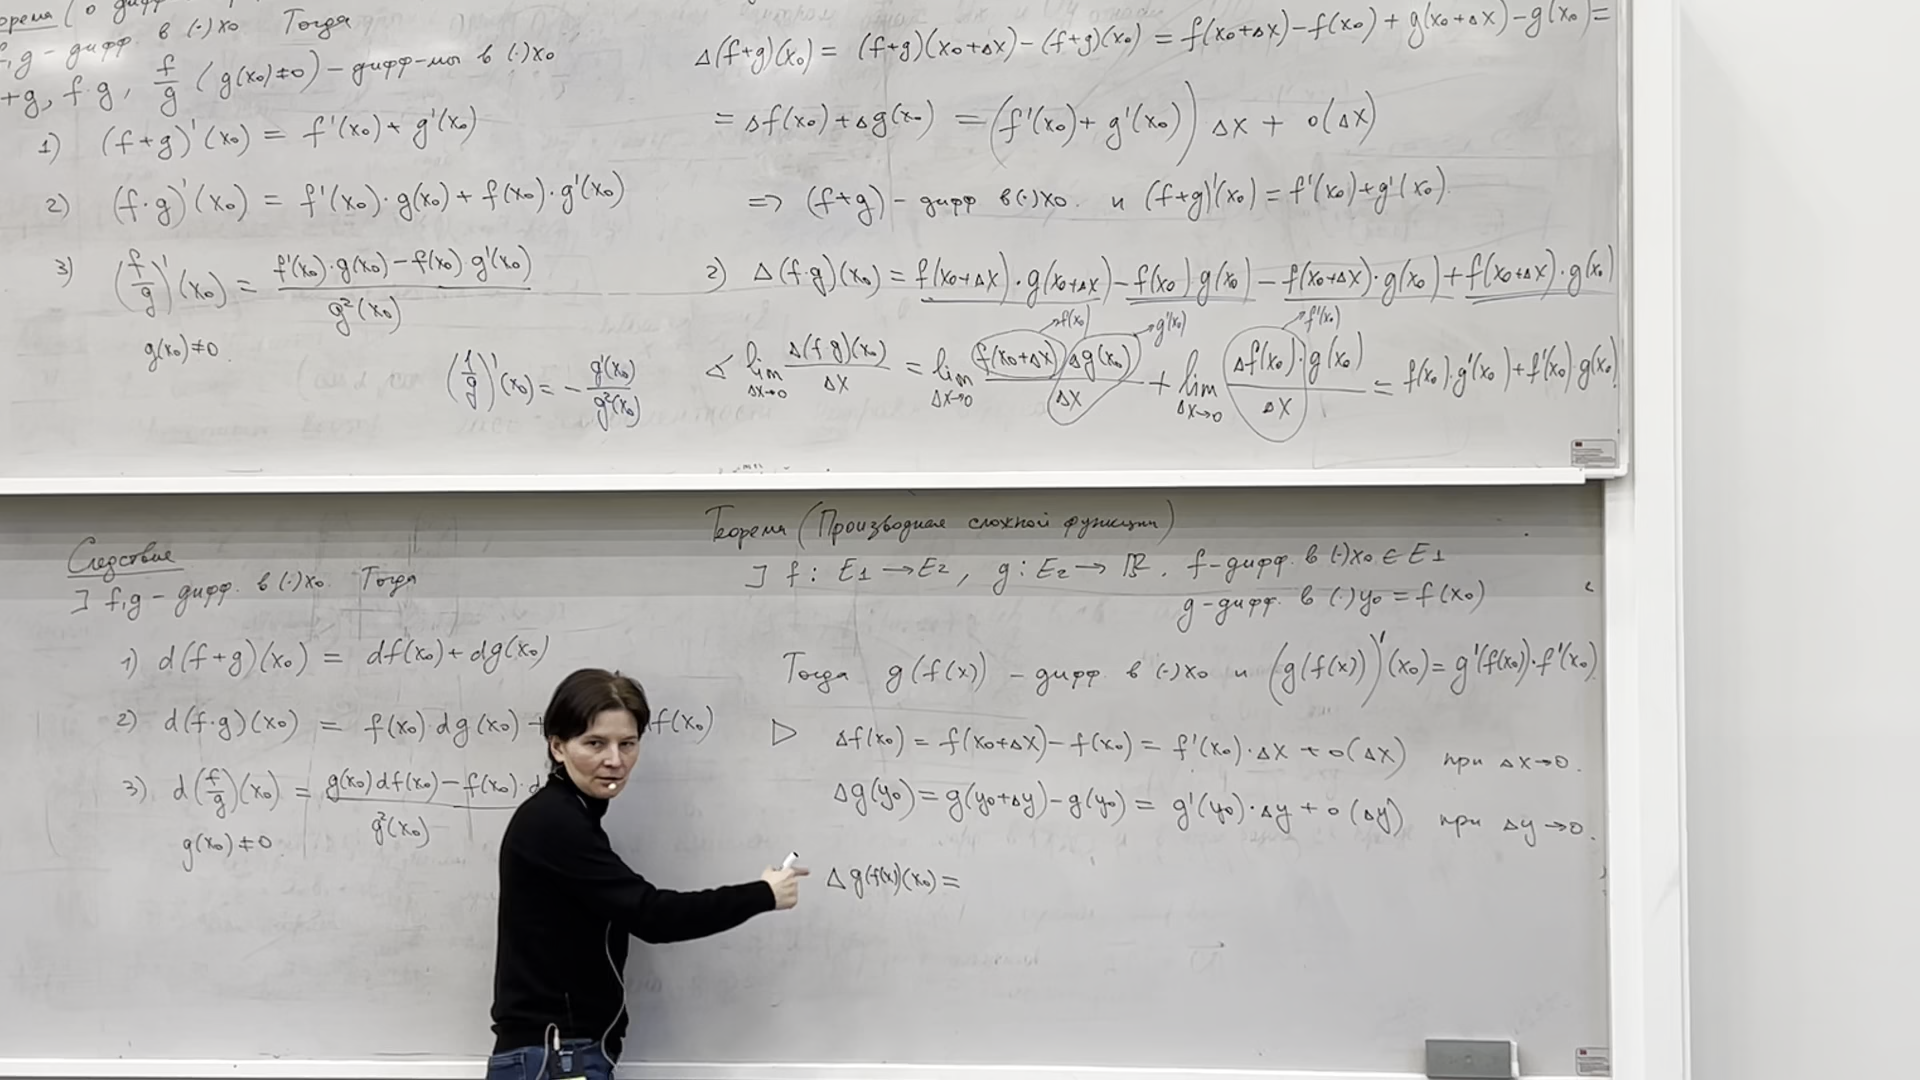 орема (о дифф
f, g - дифф. в (·)x₀ Тогда
+g, f·g, f/g (g(x₀)≠0) - дифф-мы в (·)x₀
1) (f+g)'(x₀) = f'(x₀) + g'(x₀)
2) (f·g)'(x₀) = f'(x₀)·g(x₀) + f(x₀)·g'(x₀)
3) (f/g)'(x₀) = (f'(x₀)·g(x₀) - f(x₀)·g'(x₀)) / g²(x₀)
g(x₀)≠0.
(1/g)'(x₀) = - g'(x₀)/g²(x₀)
Δ(f+g)(x₀) = (f+g)(x₀+Δx) - (f+g)(x₀) = f(x₀+Δx) - f(x₀) + g(x₀+Δx) - g(x₀) =
= Δf(x₀) + Δg(x₀) = (f'(x₀) + g'(x₀)) Δx + o(Δx)
=> (f+g) - дифф в (·)x₀. и (f+g)'(x₀) = f'(x₀) + g'(x₀).
2) Δ(f·g)(x₀) = f(x₀+Δx)·g(x₀+Δx) - f(x₀)g(x₀) - f(x₀+Δx)·g(x₀) + f(x₀+Δx)·g(x₀)
→f(x₀) →g'(x₀) →f'(x₀)
lim Δx→0 Δ(f·g)(x₀)/Δx = lim Δx→0 f(x₀+Δx)Δg(x₀)/Δx + lim Δx→0 Δf(x₀)·g(x₀)/Δx = f(x₀)·g'(x₀) + f'(x₀)·g(x₀)
Следствие
] f, g - дифф. в (·)x₀. Тогда
1) d(f+g)(x₀) = df(x₀) + dg(x₀)
2) d(f·g)(x₀) = f(x₀)·dg(x₀) + f(x₀)
3) d(f/g)(x₀) = g(x₀)df(x₀) - f(x₀)·d / g²(x₀)
g(x₀)≠0.
Теорема (Производная сложной функции)
] f: E₁ → E₂, g: E₂ → ℝ. f - дифф. в (·)x₀ ∈ E₁
g - дифф. в (·)y₀ = f(x₀)
Тогда g(f(x)) - дифф. в (·)x₀ и (g(f(x)))'(x₀) = g'(f(x₀))·f'(x₀).
▷ Δf(x₀) = f(x₀+Δx) - f(x₀) = f'(x₀)·Δx + o(Δx) при Δx→0.
Δg(y₀) = g(y₀+Δy) - g(y₀) = g'(y₀)·Δy + o(Δy) при Δy→0.
Δg(f(x))(x₀) =